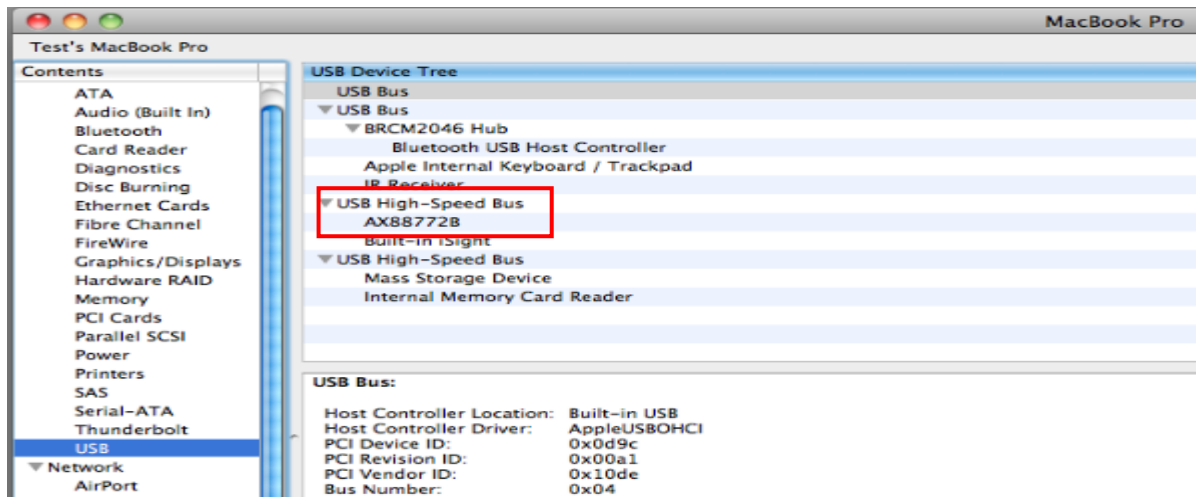 MacBook Pro
Test's MacBook Pro
Contents
ATA
Audio (Built In)
Bluetooth
Card Reader
Diagnostics
Disc Burning
Ethernet Cards
Fibre Channel
FireWire
Graphics/Displays
Hardware RAID
Memory
PCI Cards
Parallel SCSI
Power
Printers
SAS
Serial-ATA
Thunderbolt
USB
Network
AirPort
USB Device Tree
USB Bus
USB Bus
BRCM2046 Hub
Bluetooth USB Host Controller
Apple Internal Keyboard / Trackpad
IR Receiver
USB High-Speed Bus
AX88772B
Built-in iSight
USB High-Speed Bus
Mass Storage Device
Internal Memory Card Reader
USB Bus:
Host Controller Location: Built-in USB
Host Controller Driver: AppleUSBOHCI
PCI Device ID: 0x0d9c
PCI Revision ID: 0x00a1
PCI Vendor ID: 0x10de
Bus Number: 0x04